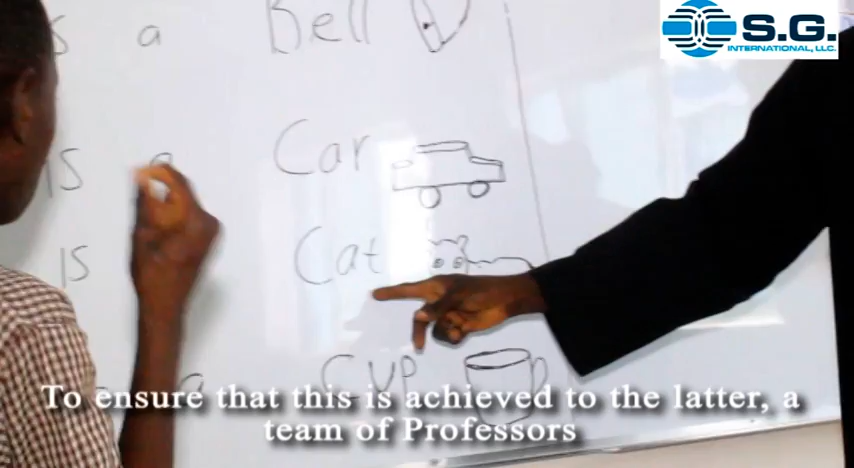 S.G.
INTERNATIONAL, LLC.
s a Bell
is a Car
is Cat
a CUP
To ensure that this is achieved to the latter, a
team of Professors